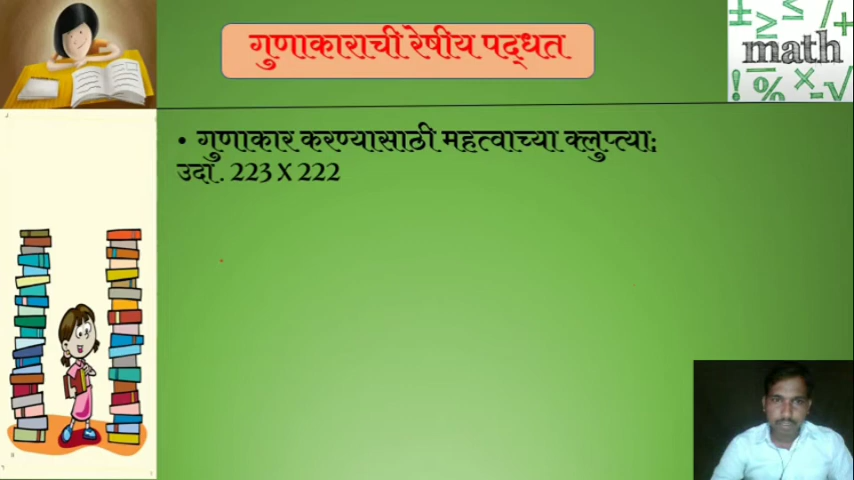 गुणाकाराची रेषीय पद्धत
math
• गुणाकार करण्यासाठी महत्वाच्या क्लुप्त्या:
उदा. 223 X 222